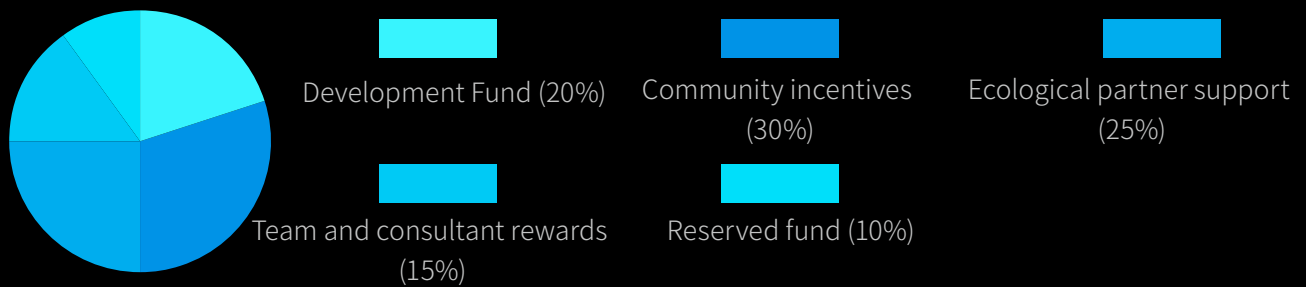 Development Fund (20%)
Community incentives
(30%)
Ecological partner support
(25%)
Team and consultant rewards
(15%)
Reserved fund (10%)